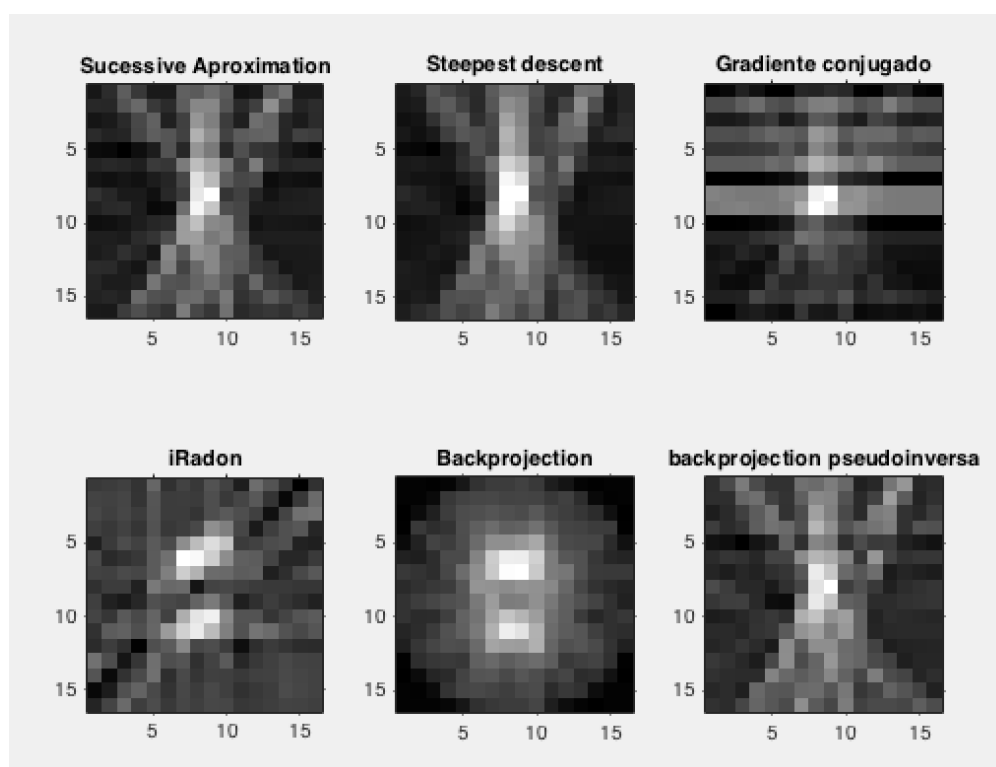 Sucessive Aproximation
5
10
15
5 10 15
Steepest descent
5
10
15
5 10 15
Gradiente conjugado
5
10
15
5 10 15
iRadon
5
10
15
5 10 15
Backprojection
5
10
15
5 10 15
backprojection pseudoinversa
5
10
15
5 10 15